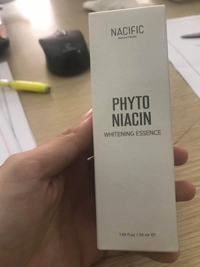 NACIFIC
PHYTO
NIACIN
WHITENING ESSENCE